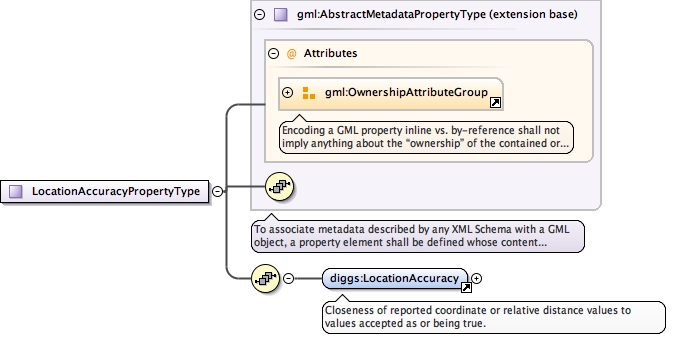 gml:AbstractMetadataPropertyType (extension base)
@ Attributes
gml:OwnershipAttributeGroup
Encoding a GML property inline vs. by-reference shall not
imply anything about the “ownership” of the contained or...
LocationAccuracyPropertyType
To associate metadata described by any XML Schema with a GML
object, a property element shall be defined whose content...
diggs:LocationAccuracy
Closeness of reported coordinate or relative distance values to
values accepted as or being true.